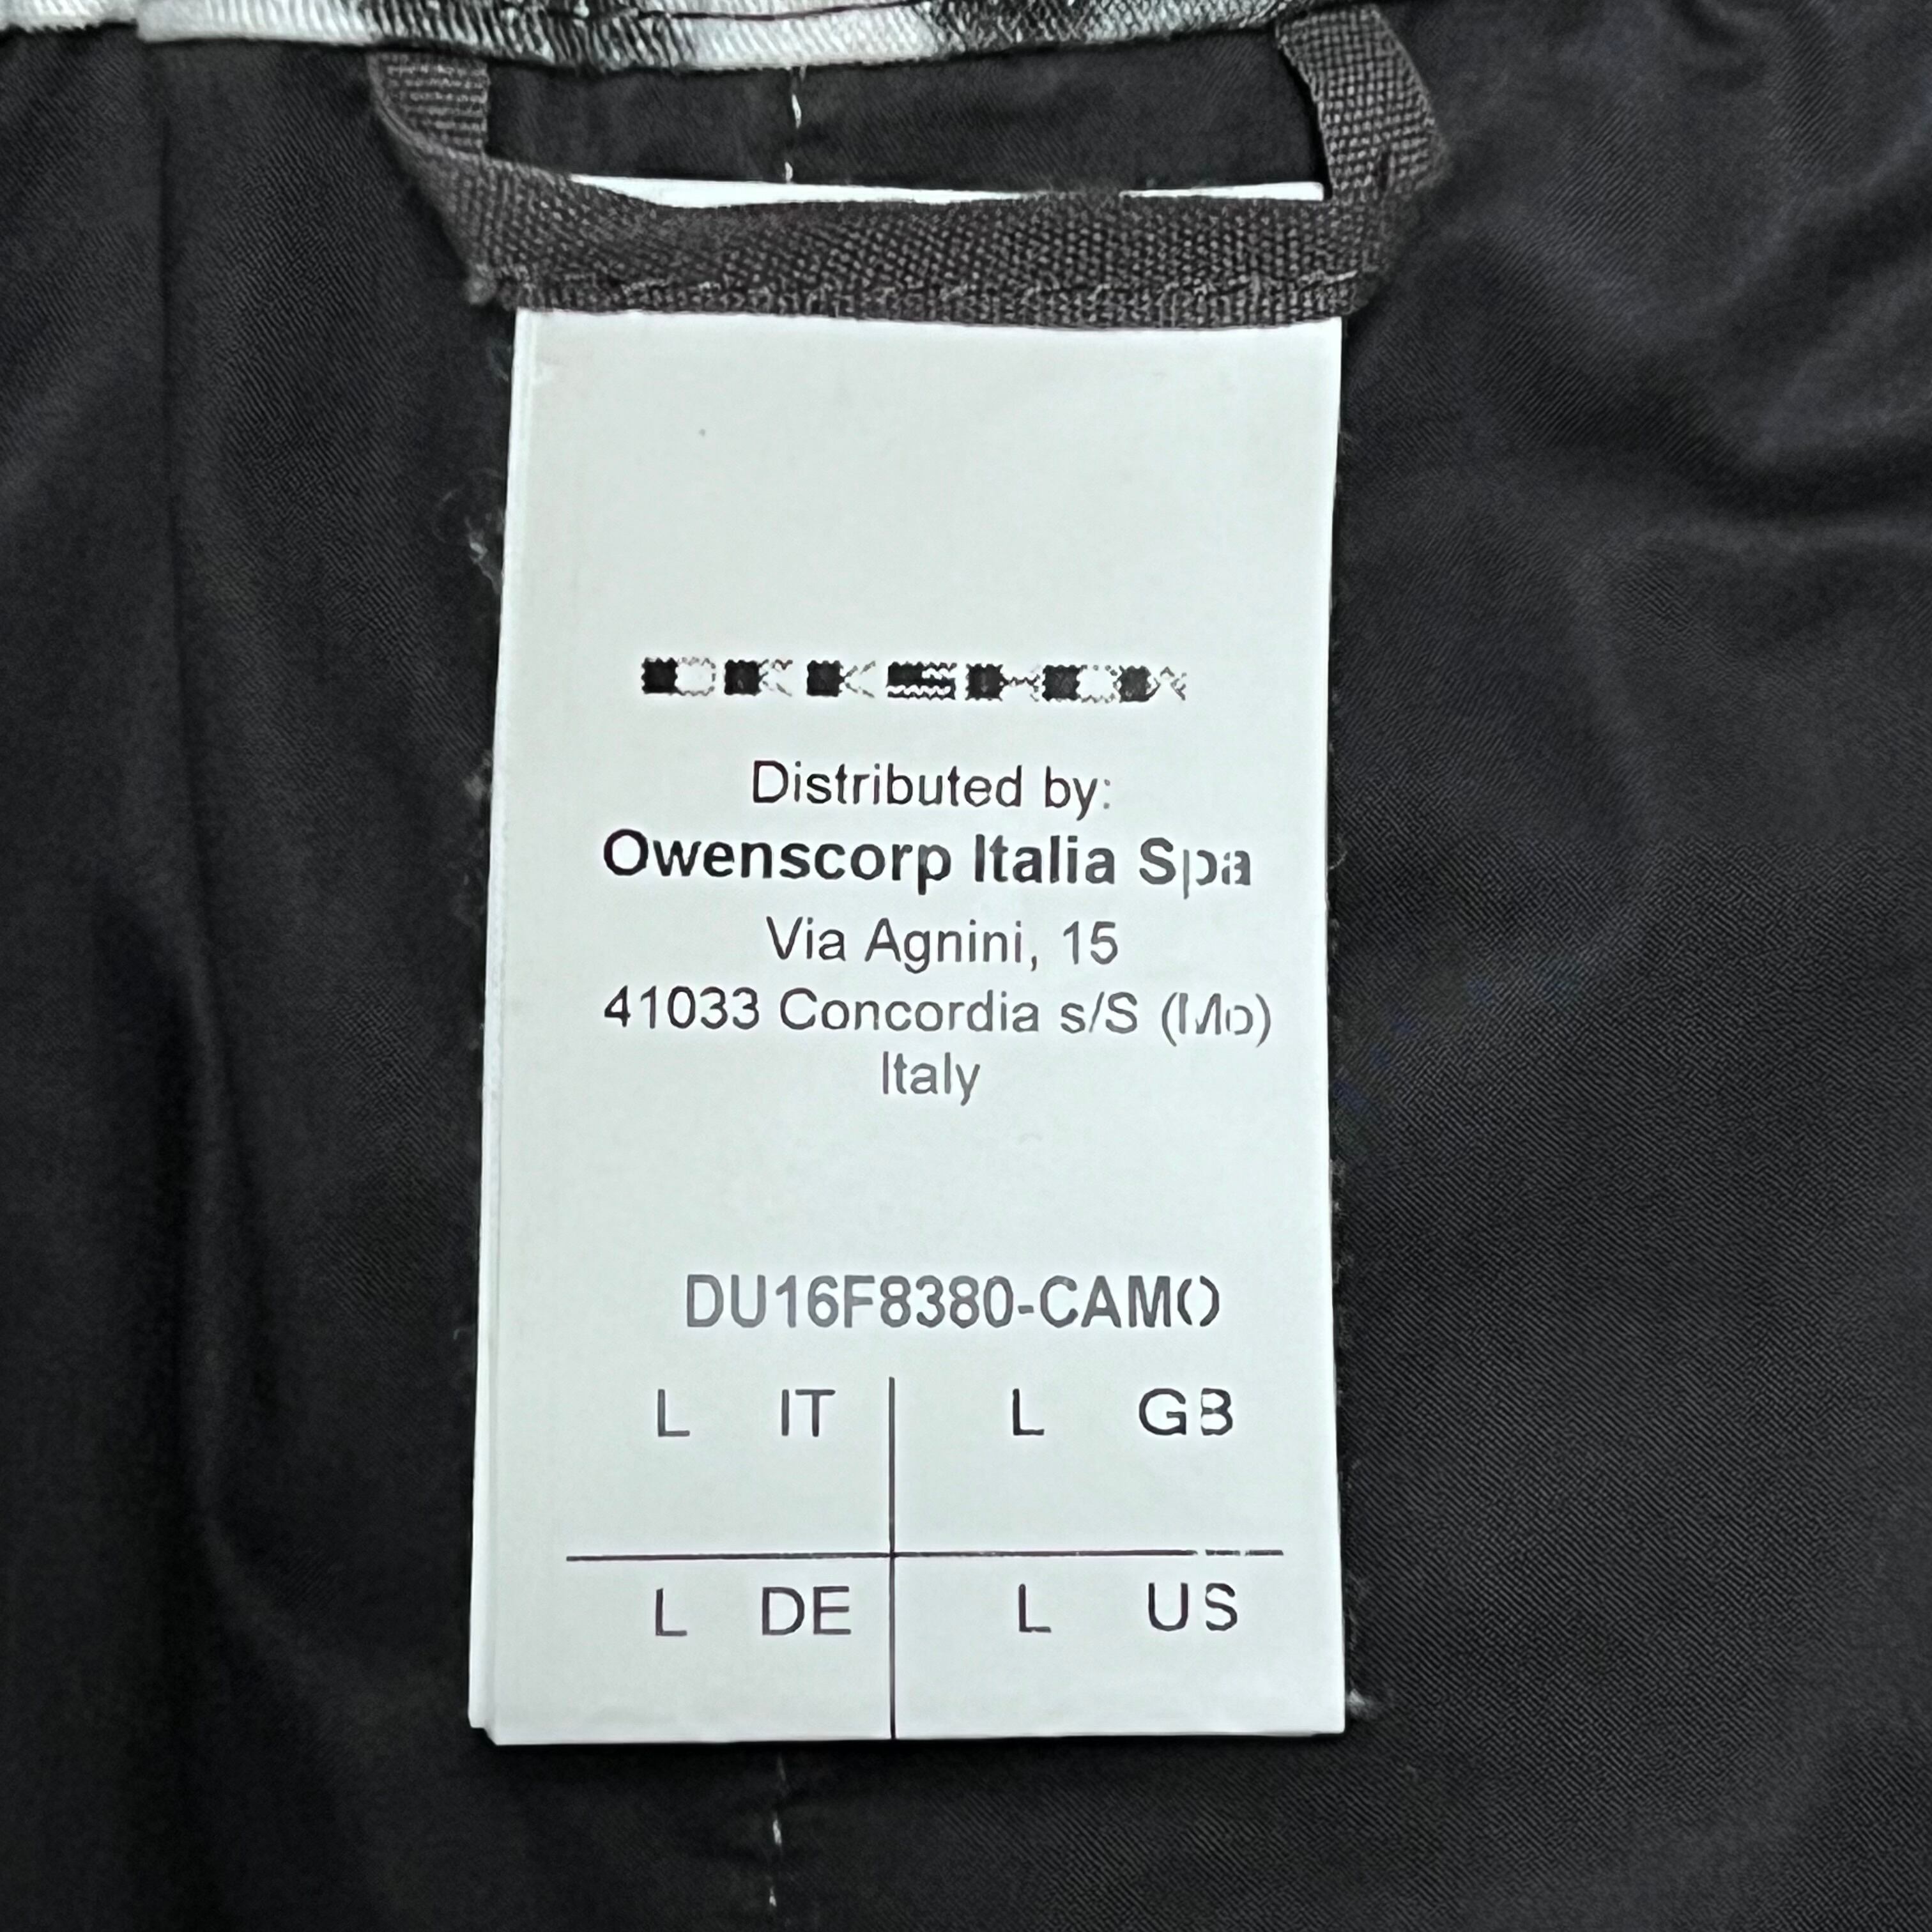 DRKSHDW
Distributed by:
Owenscorp Italia Spa
Via Agnini, 15
41033 Concordia s/S (Mo)
Italy
DU16F8380-CAMO
L IT L GB
L DE L US